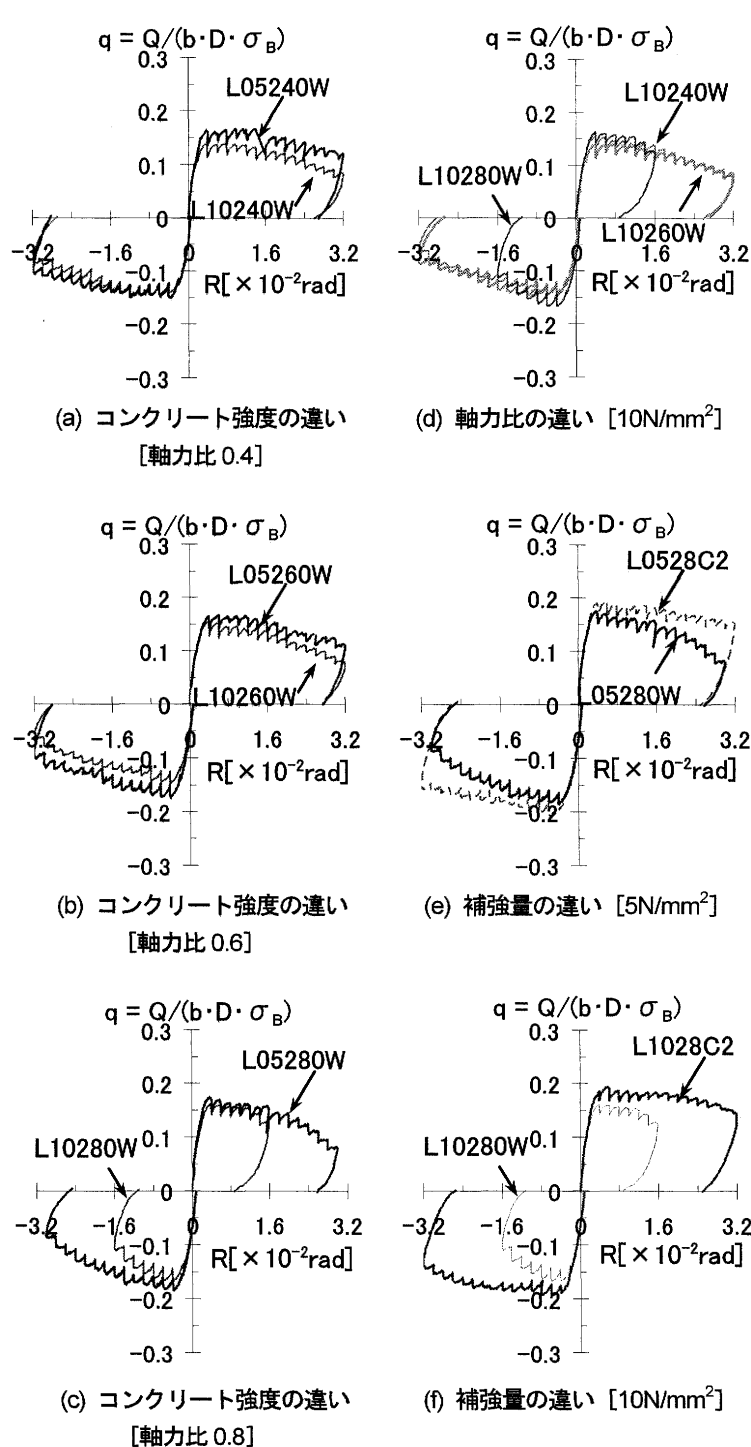 q = Q/(b・D・σB)
0.3
0.2
0.1
0
-0.1
-0.2
-0.3
-3.2
-1.6
0
1.6
3.2
R[×10⁻²rad]
L05240W
L10240W
(a) コンクリート強度の違い
[軸力比 0.4]
q = Q/(b・D・σB)
0.3
0.2
0.1
0
-0.1
-0.2
-0.3
-3.2
-1.6
0
1.6
3.2
R[×10⁻²rad]
L10240W
L10280W
L10260W
(d) 軸力比の違い [10N/mm²]
q = Q/(b・D・σB)
0.3
0.2
0.1
0
-0.1
-0.2
-0.3
-3.2
-1.6
0
1.6
3.2
R[×10⁻²rad]
L05260W
L10260W
(b) コンクリート強度の違い
[軸力比 0.6]
q = Q/(b・D・σB)
0.3
0.2
0.1
0
-0.1
-0.2
-0.3
-3.2
-1.6
0
1.6
3.2
R[×10⁻²rad]
L0528C2
L05280W
(e) 補強量の違い [5N/mm²]
q = Q/(b・D・σB)
0.3
0.2
0.1
0
-0.1
-0.2
-0.3
-3.2
-1.6
0
1.6
3.2
R[×10⁻²rad]
L05280W
L10280W
(c) コンクリート強度の違い
[軸力比 0.8]
q = Q/(b・D・σB)
0.3
0.2
0.1
0
-0.1
-0.2
-0.3
-3.2
-1.6
0
1.6
3.2
R[×10⁻²rad]
L1028C2
L10280W
(f) 補強量の違い [10N/mm²]